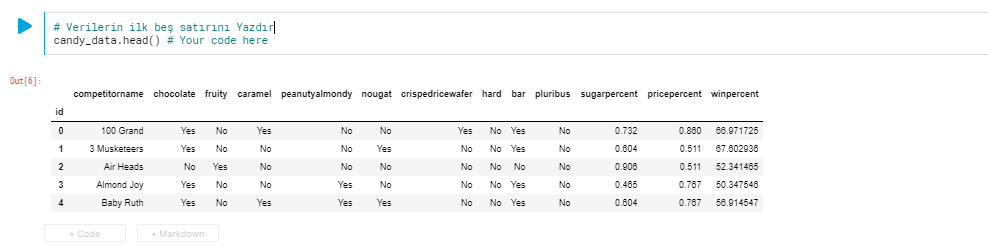 # Verilerin ilk beş satırını Yazdır
candy_data.head() # Your code here
Out[6]:
competitorname chocolate fruity caramel peanutyalmondy nougat crispedricewafer hard bar pluribus sugarpercent pricepercent winpercent
id
0 100 Grand Yes No Yes No No Yes No Yes No 0.732 0.860 66.971725
1 3 Musketeers Yes No No No Yes No No Yes No 0.604 0.511 67.602936
2 Air Heads No Yes No No No No No No No 0.906 0.511 52.341465
3 Almond Joy Yes No No Yes No No No Yes No 0.465 0.767 50.347546
4 Baby Ruth Yes No Yes Yes Yes No No Yes No 0.604 0.767 56.914547
+ Code + Markdown